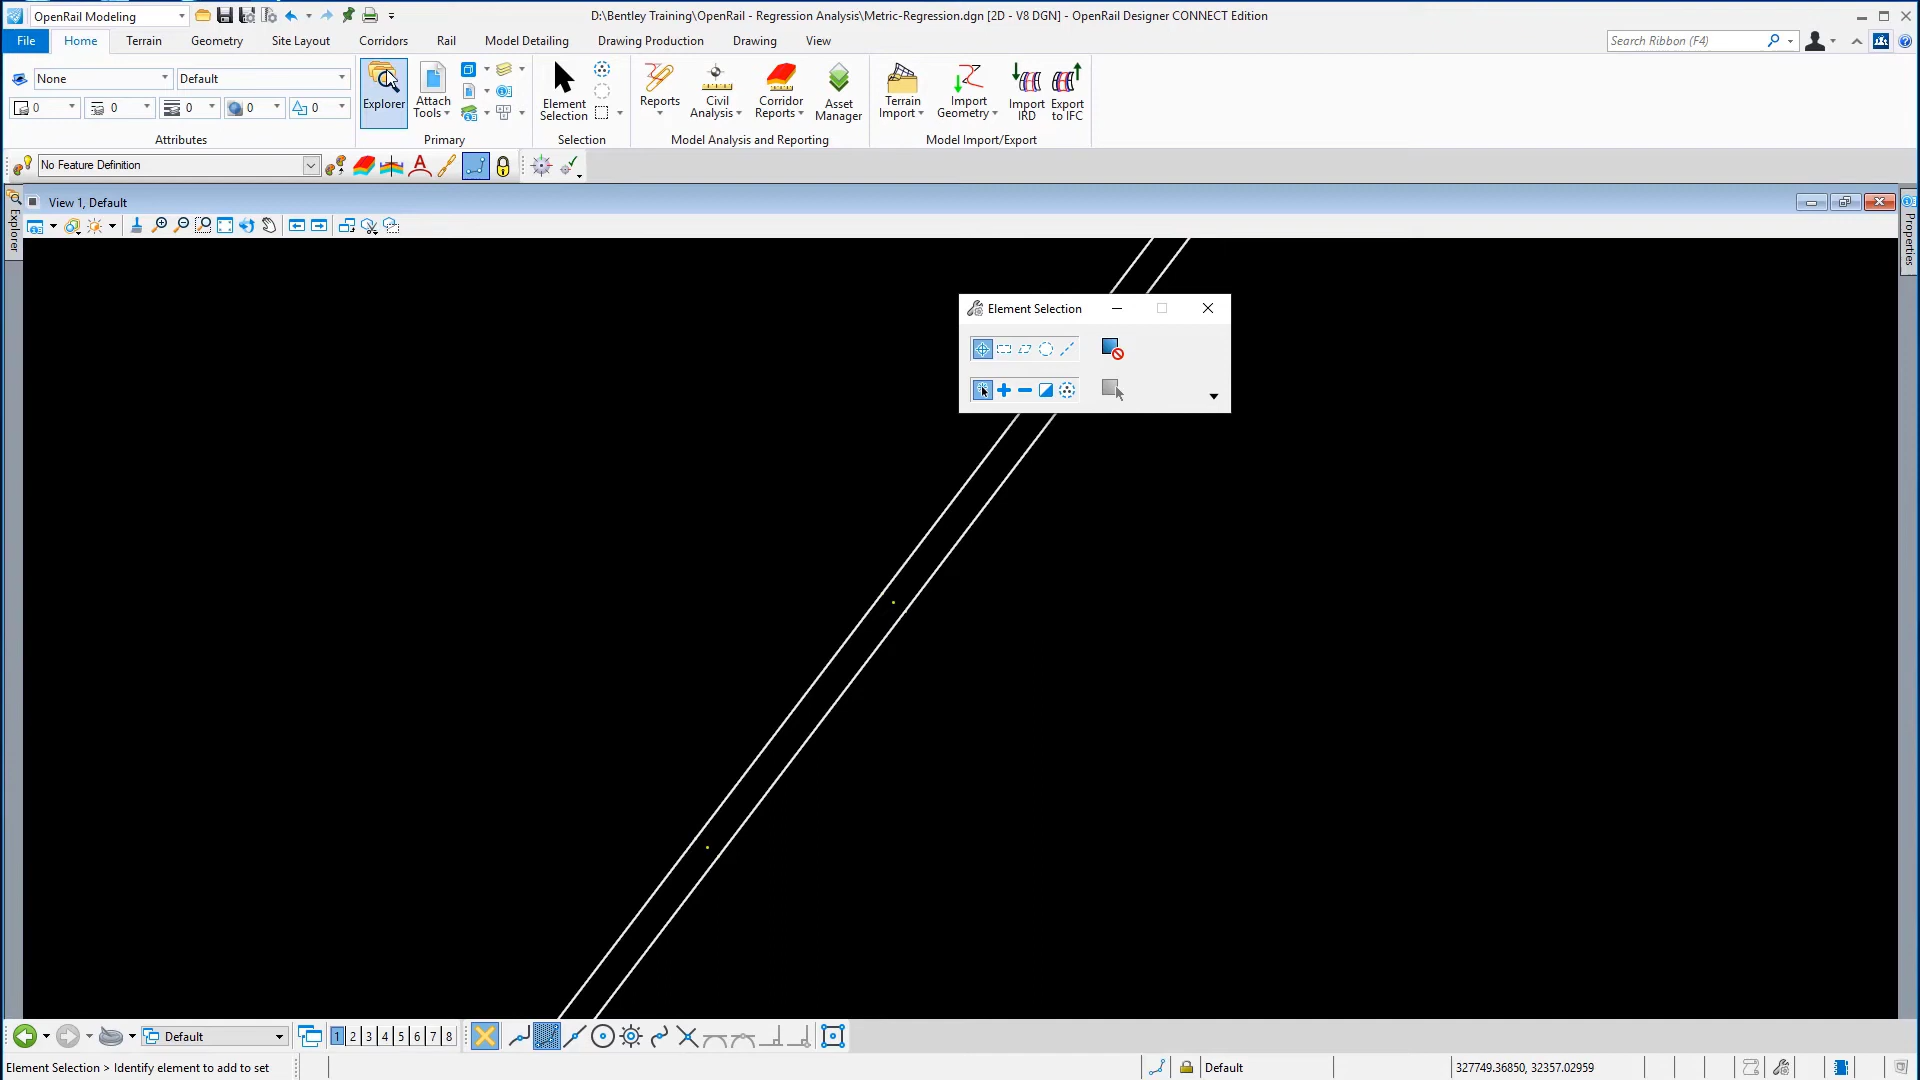 OpenRail Modeling
D:\Bentley Training\OpenRail - Regression Analysis\Metric-Regression.dgn [2D - V8 DGN] - OpenRail Designer CONNECT Edition
File Home Terrain Geometry Site Layout Corridors Rail Model Detailing Drawing Production Drawing View
Search Ribbon (F4)
None Default
0 0 0 0 0
Attributes
Explorer
Attach Tools
Primary
Element Selection
Selection
Reports
Civil Analysis
Corridor Reports
Asset Manager
Model Analysis and Reporting
Terrain Import
Import Geometry
Import IRD
Export to IFC
Model Import/Export
No Feature Definition
Explorer
View 1, Default
Properties
Element Selection
Default
1 2 3 4 5 6 7 8
Element Selection > Identify element to add to set
Default
327749.36850, 32357.02959